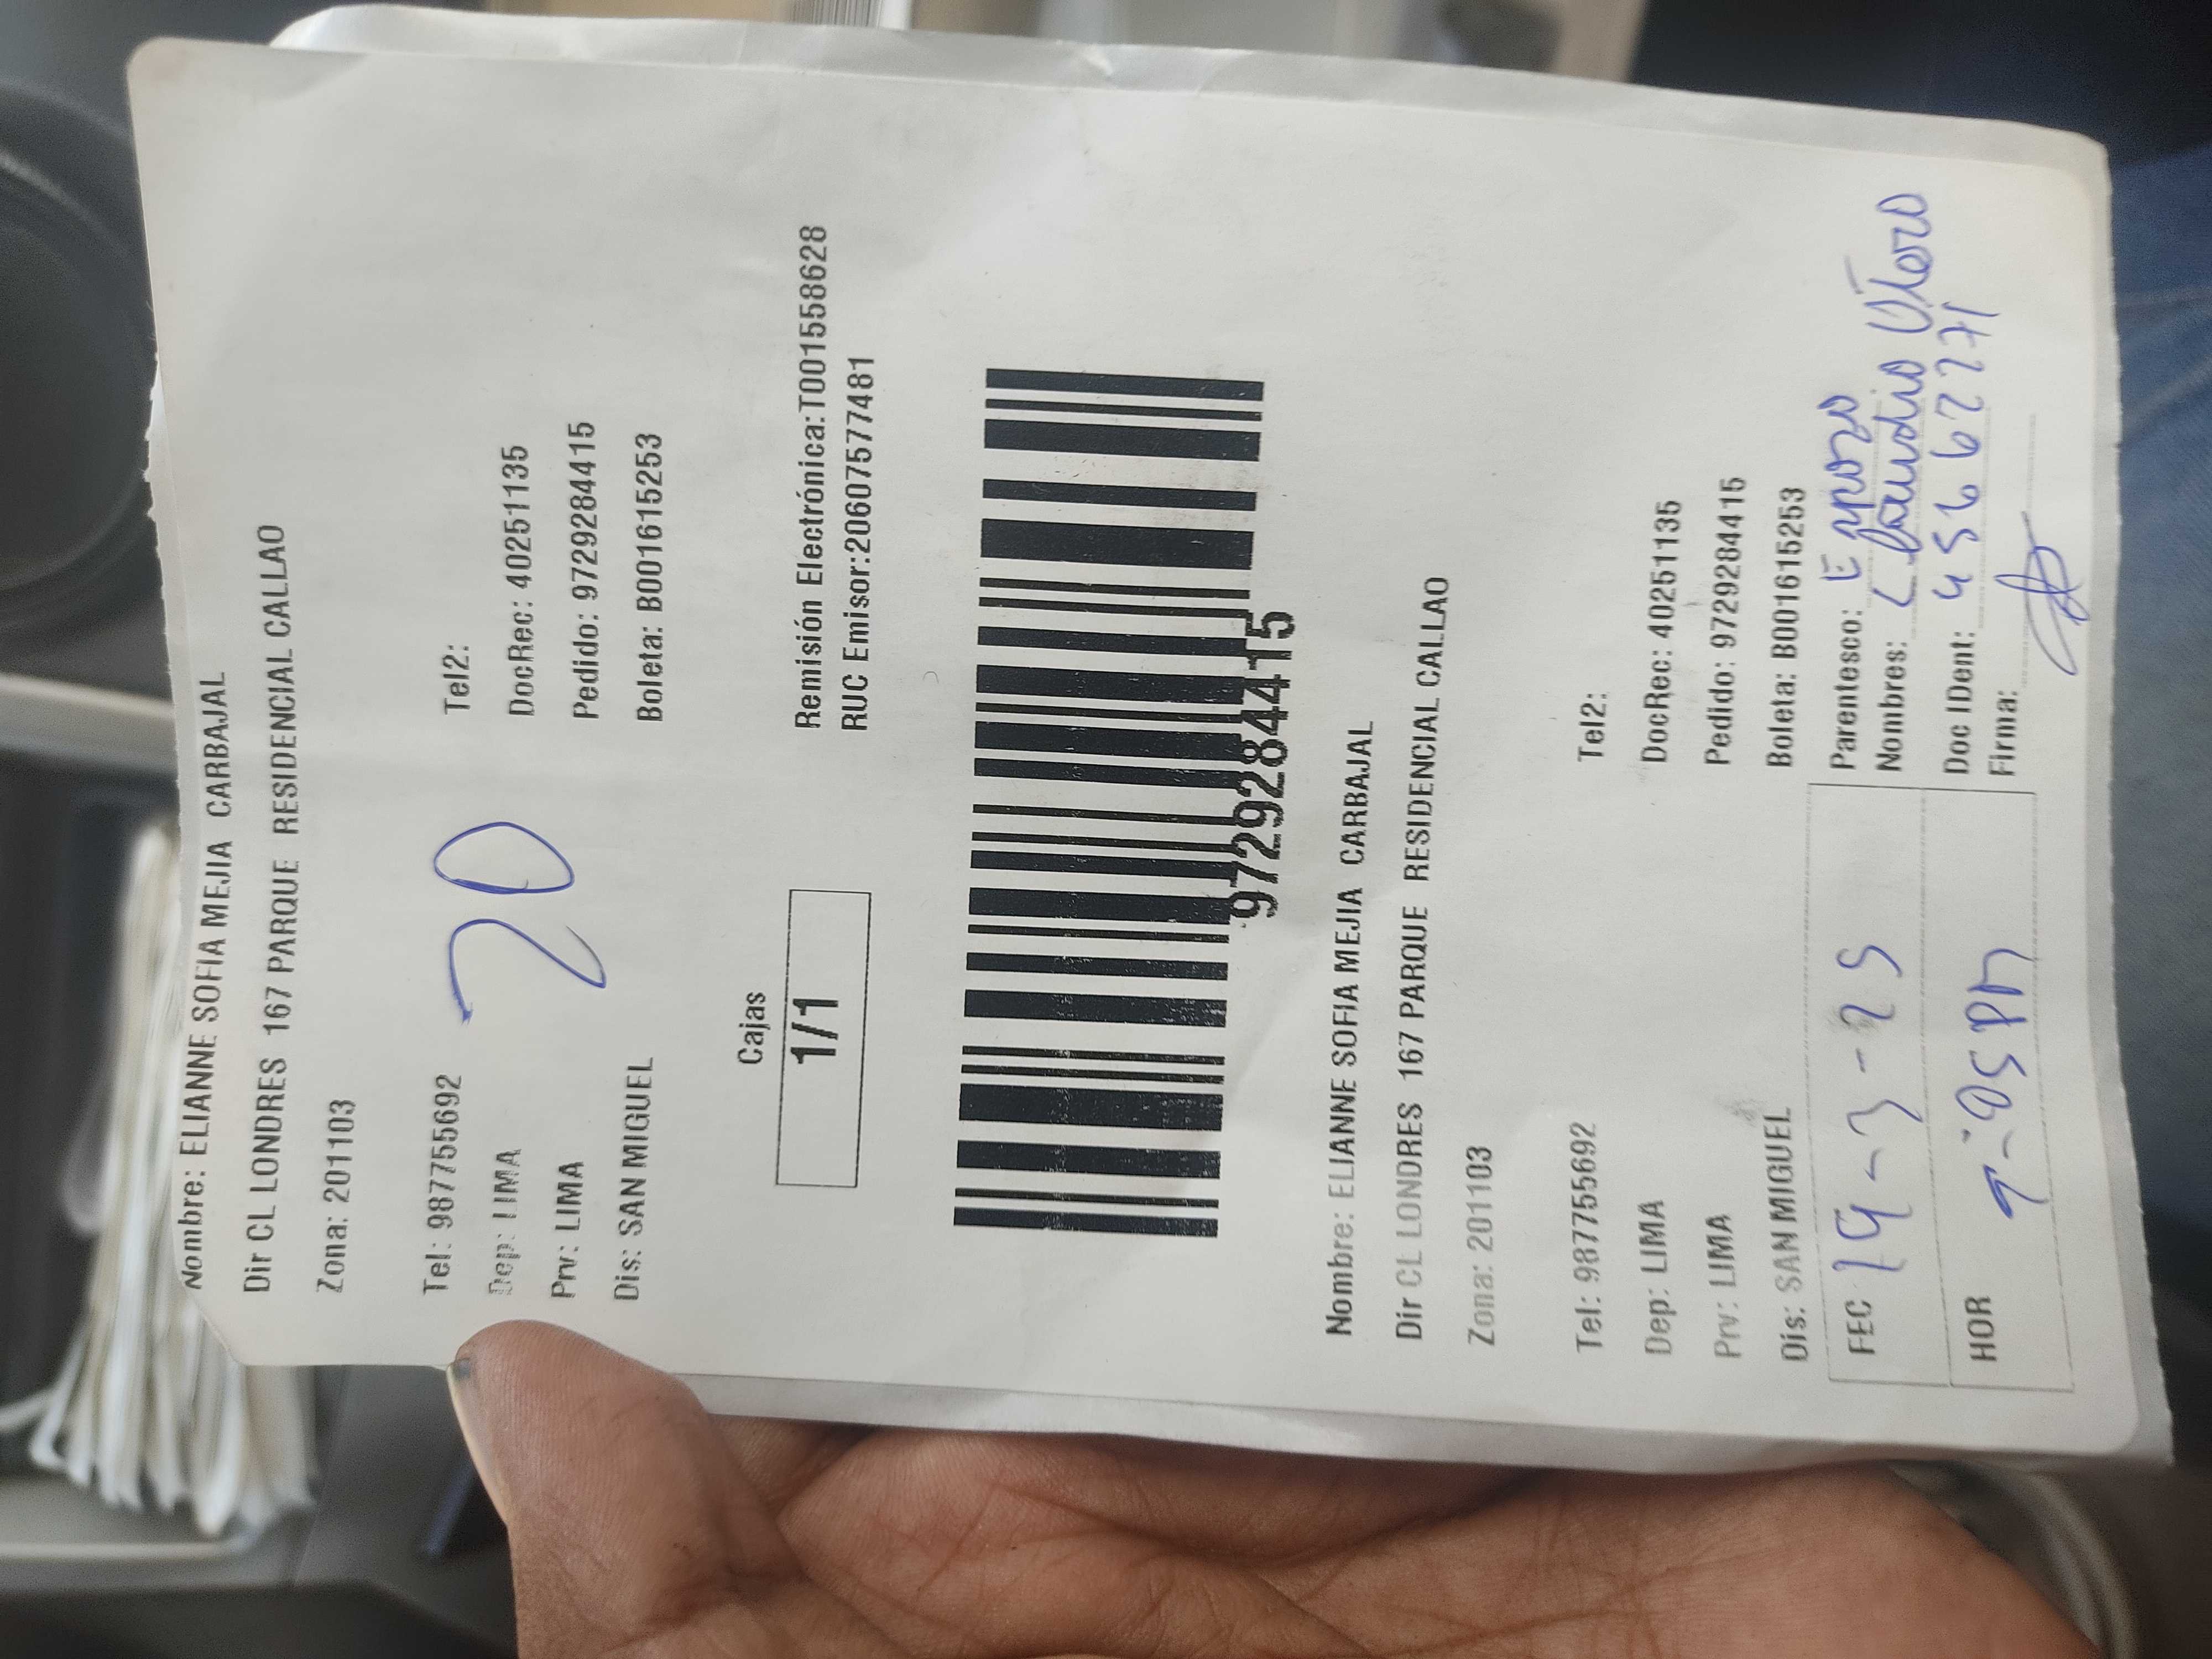 Nombre: ELIANNE SOFIA MEJIA CARBAJAL
Dir CL LONDRES 167 PARQUE RESIDENCIAL CALLAO
Zona: 201103
Tel: 987755692 Tel2:
20
Dep: LIMA DocRec: 40251135
Prv: LIMA Pedido: 972928441​5
Dis: SAN MIGUEL Boleta: B001615253
Cajas
1/1
Remisión Electrónica:T001558628
RUC Emisor:20607577481
9729284415
Nombre: ELIANNE SOFIA MEJIA CARBAJAL
Dir CL LONDRES 167 PARQUE RESIDENCIAL CALLAO
Zona: 201103
Tel: 987755692 Tel2:
Dep: LIMA DocRec: 40251135
Prv: LIMA Pedido: 9729284415
Dis: SAN MIGUEL Boleta: B001615253
FEC 19-3-25 Parentesco: Esposo
Nombres: Claudio
HOR Doc IDent: 45662271
Firma: